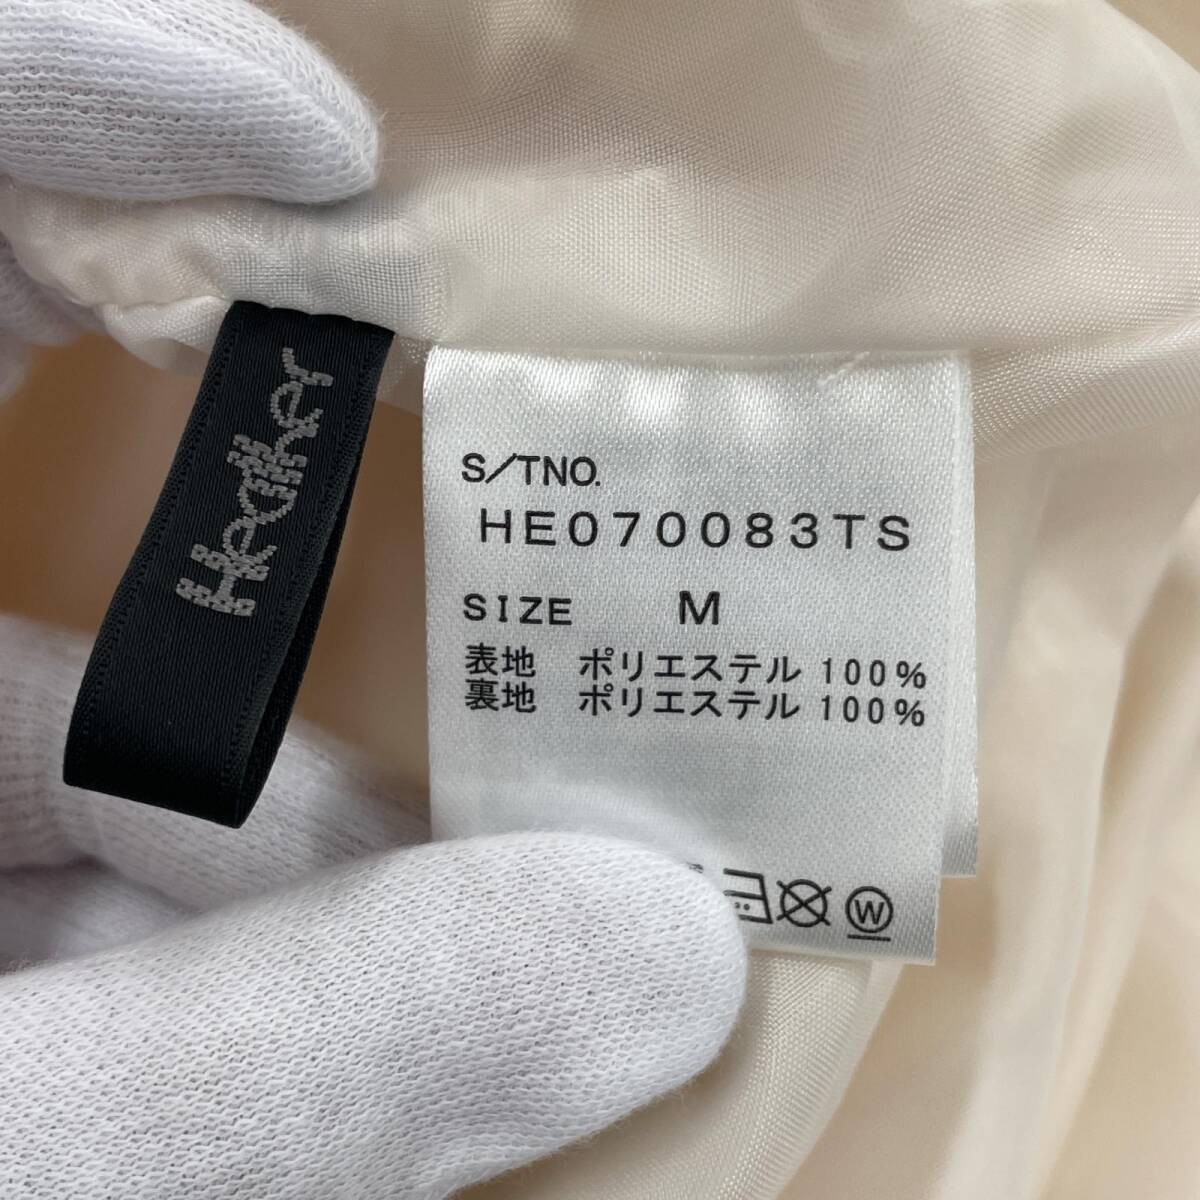 Heather
S/TNO.
HE070083TS
SIZE M
表地 ポリエステル 100%
裏地 ポリエステル 100%
W